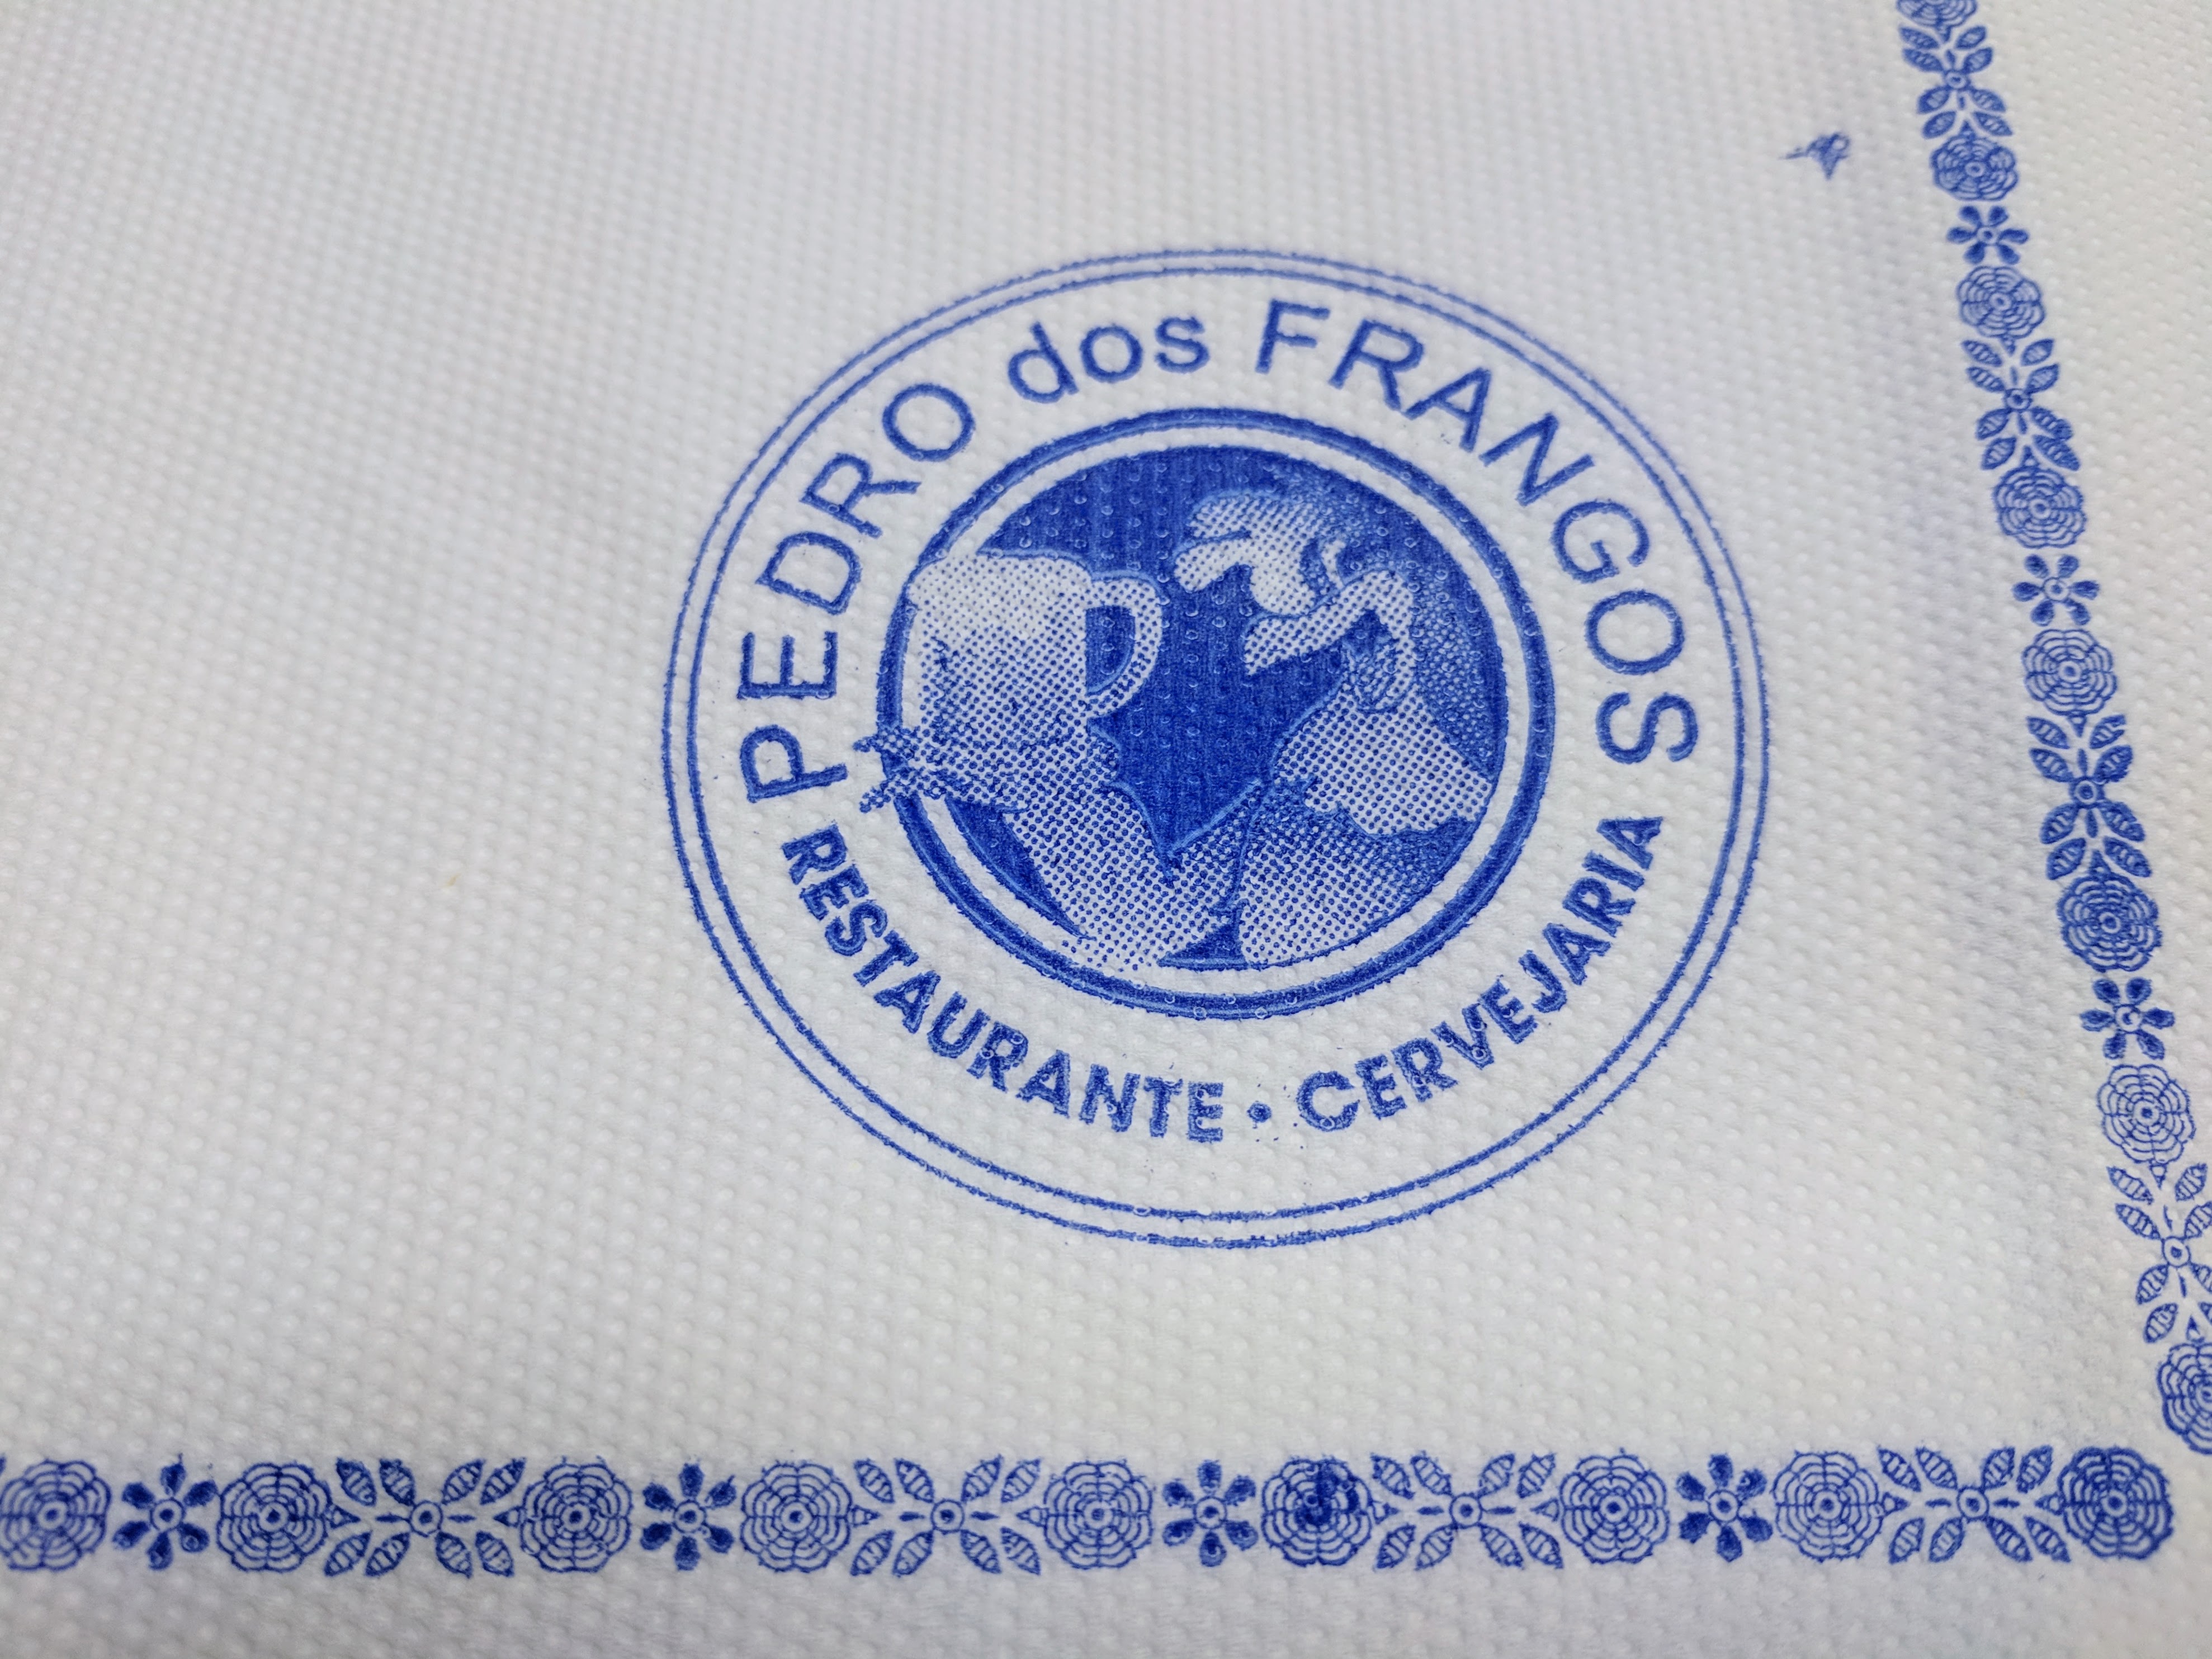 PEDRO dos FRANGOS
RESTAURANTE • CERVEJARIA